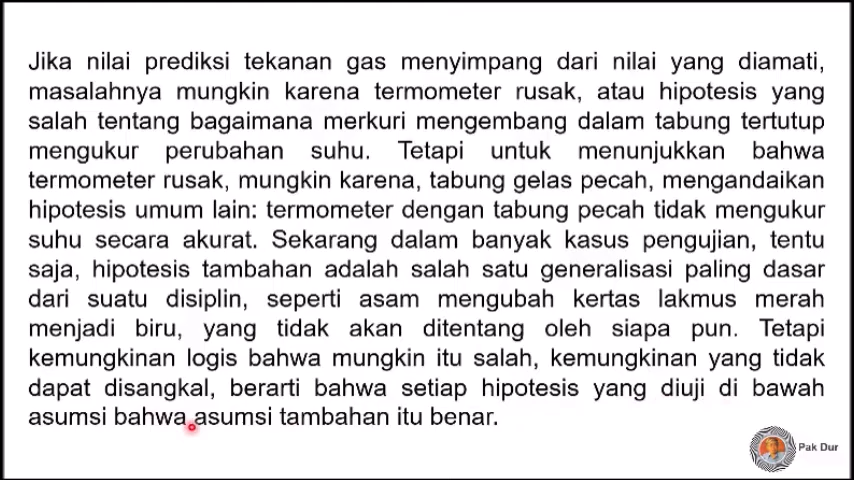 Jika nilai prediksi tekanan gas menyimpang dari nilai yang diamati,
masalahnya mungkin karena termometer rusak, atau hipotesis yang
salah tentang bagaimana merkuri mengembang dalam tabung tertutup
mengukur perubahan suhu. Tetapi untuk menunjukkan bahwa
termometer rusak, mungkin karena, tabung gelas pecah, mengandaikan
hipotesis umum lain: termometer dengan tabung pecah tidak mengukur
suhu secara akurat. Sekarang dalam banyak kasus pengujian, tentu
saja, hipotesis tambahan adalah salah satu generalisasi paling dasar
dari suatu disiplin, seperti asam mengubah kertas lakmus merah
menjadi biru, yang tidak akan ditentang oleh siapa pun. Tetapi
kemungkinan logis bahwa mungkin itu salah, kemungkinan yang tidak
dapat disangkal, berarti bahwa setiap hipotesis yang diuji di bawah
asumsi bahwa asumsi tambahan itu benar.
Pak Dur